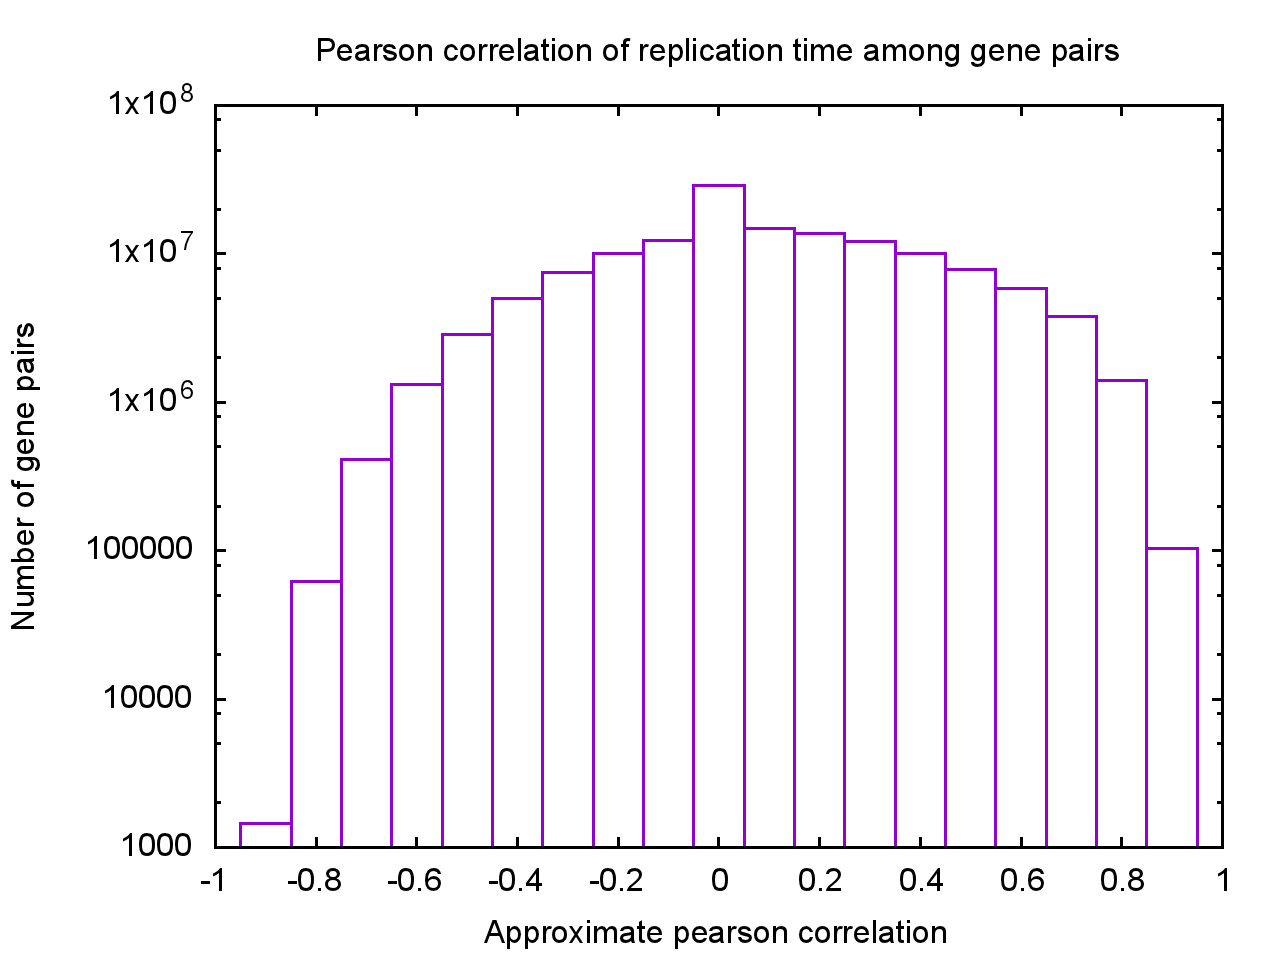 Pearson correlation of replication time among gene pairs
1x10^8
1x10^7
1x10^6
100000
10000
1000
Number of gene pairs
-1 -0.8 -0.6 -0.4 -0.2 0 0.2 0.4 0.6 0.8 1
Approximate pearson correlation